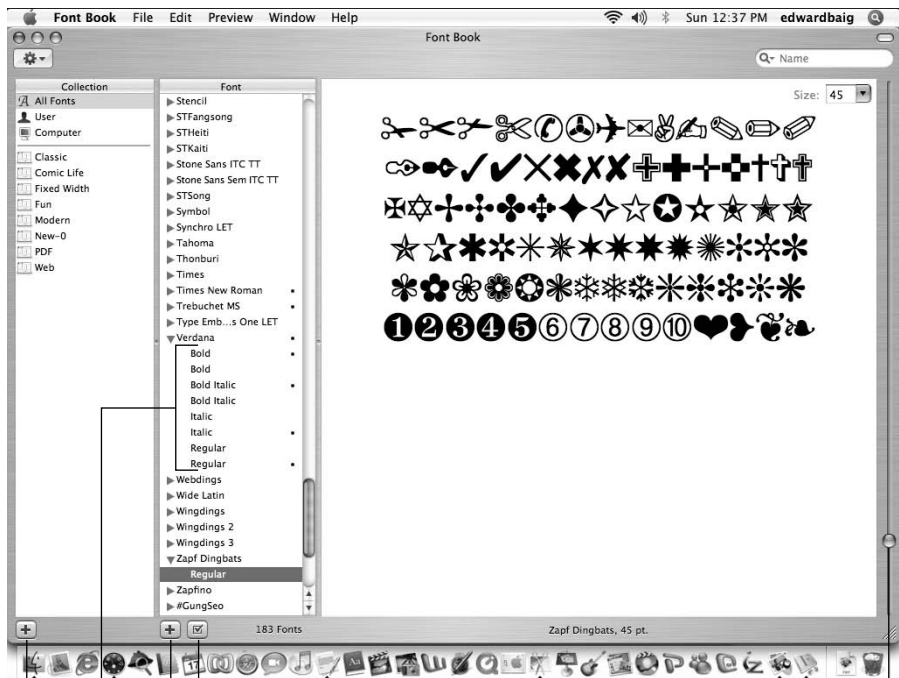 Font Book File Edit Preview Window Help Sun 12:37 PM edwardbaig
Font Book
Name
Collection
All Fonts
User
Computer
Classic
Comic Life
Fixed Width
Fun
Modern
New-0
PDF
Web
Font
Stencil
STFangsong
STHeiti
STKaiti
Stone Sans ITC TT
Stone Sans Sem ITC TT
STSong
Symbol
Synchro LET
Tahoma
Thonburi
Times
Times New Roman
Trebuchet MS
Type Emb...s One LET
Verdana
Bold
Bold
Bold Italic
Bold Italic
Italic
Italic
Regular
Regular
Webdings
Wide Latin
Wingdings
Wingdings 2
Wingdings 3
Zapf Dingbats
Regular
Zapfino
#GungSeo
183 Fonts
Size: 45
✃✂✁✄✆✇✈✉✌✍✎✏✐
✑✒✓✔✕✖✗✘✙✚✛✜✝✞✟
✠✡✢✣✤✥✦✧✩✪✫✬✭✮
✯✰✱✲✳✴✶✷✸✹✺✻✼✽
✾✿❀❁❂❃❄❅❆❇❈❉❊❋
❶❷❸❹❺⑥⑦⑧⑨⑩❤❥❦❧
Zapf Dingbats, 45 pt.
17